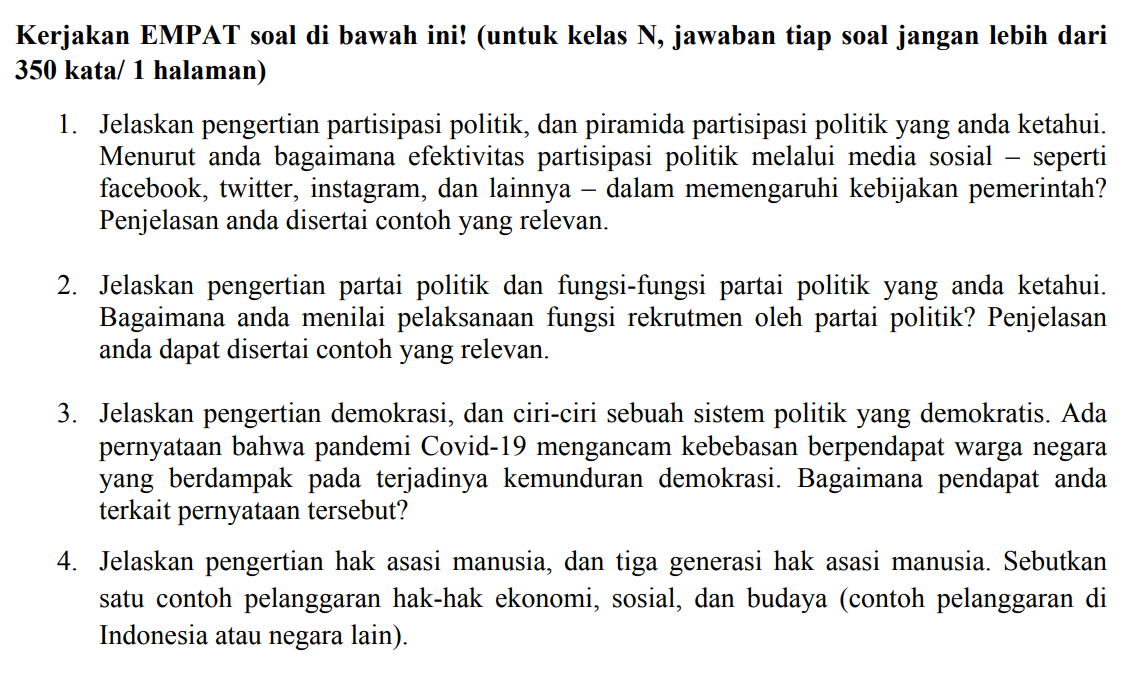 Kerjakan EMPAT soal di bawah ini! (untuk kelas N, jawaban tiap soal jangan lebih dari
350 kata/ 1 halaman)
1. Jelaskan pengertian partisipasi politik, dan piramida partisipasi politik yang anda ketahui.
Menurut anda bagaimana efektivitas partisipasi politik melalui media sosial – seperti
facebook, twitter, instagram, dan lainnya – dalam memengaruhi kebijakan pemerintah?
Penjelasan anda disertai contoh yang relevan.
2. Jelaskan pengertian partai politik dan fungsi-fungsi partai politik yang anda ketahui.
Bagaimana anda menilai pelaksanaan fungsi rekrutmen oleh partai politik? Penjelasan
anda dapat disertai contoh yang relevan.
3. Jelaskan pengertian demokrasi, dan ciri-ciri sebuah sistem politik yang demokratis. Ada
pernyataan bahwa pandemi Covid-19 mengancam kebebasan berpendapat warga negara
yang berdampak pada terjadinya kemunduran demokrasi. Bagaimana pendapat anda
terkait pernyataan tersebut?
4. Jelaskan pengertian hak asasi manusia, dan tiga generasi hak asasi manusia. Sebutkan
satu contoh pelanggaran hak-hak ekonomi, sosial, dan budaya (contoh pelanggaran di
Indonesia atau negara lain).